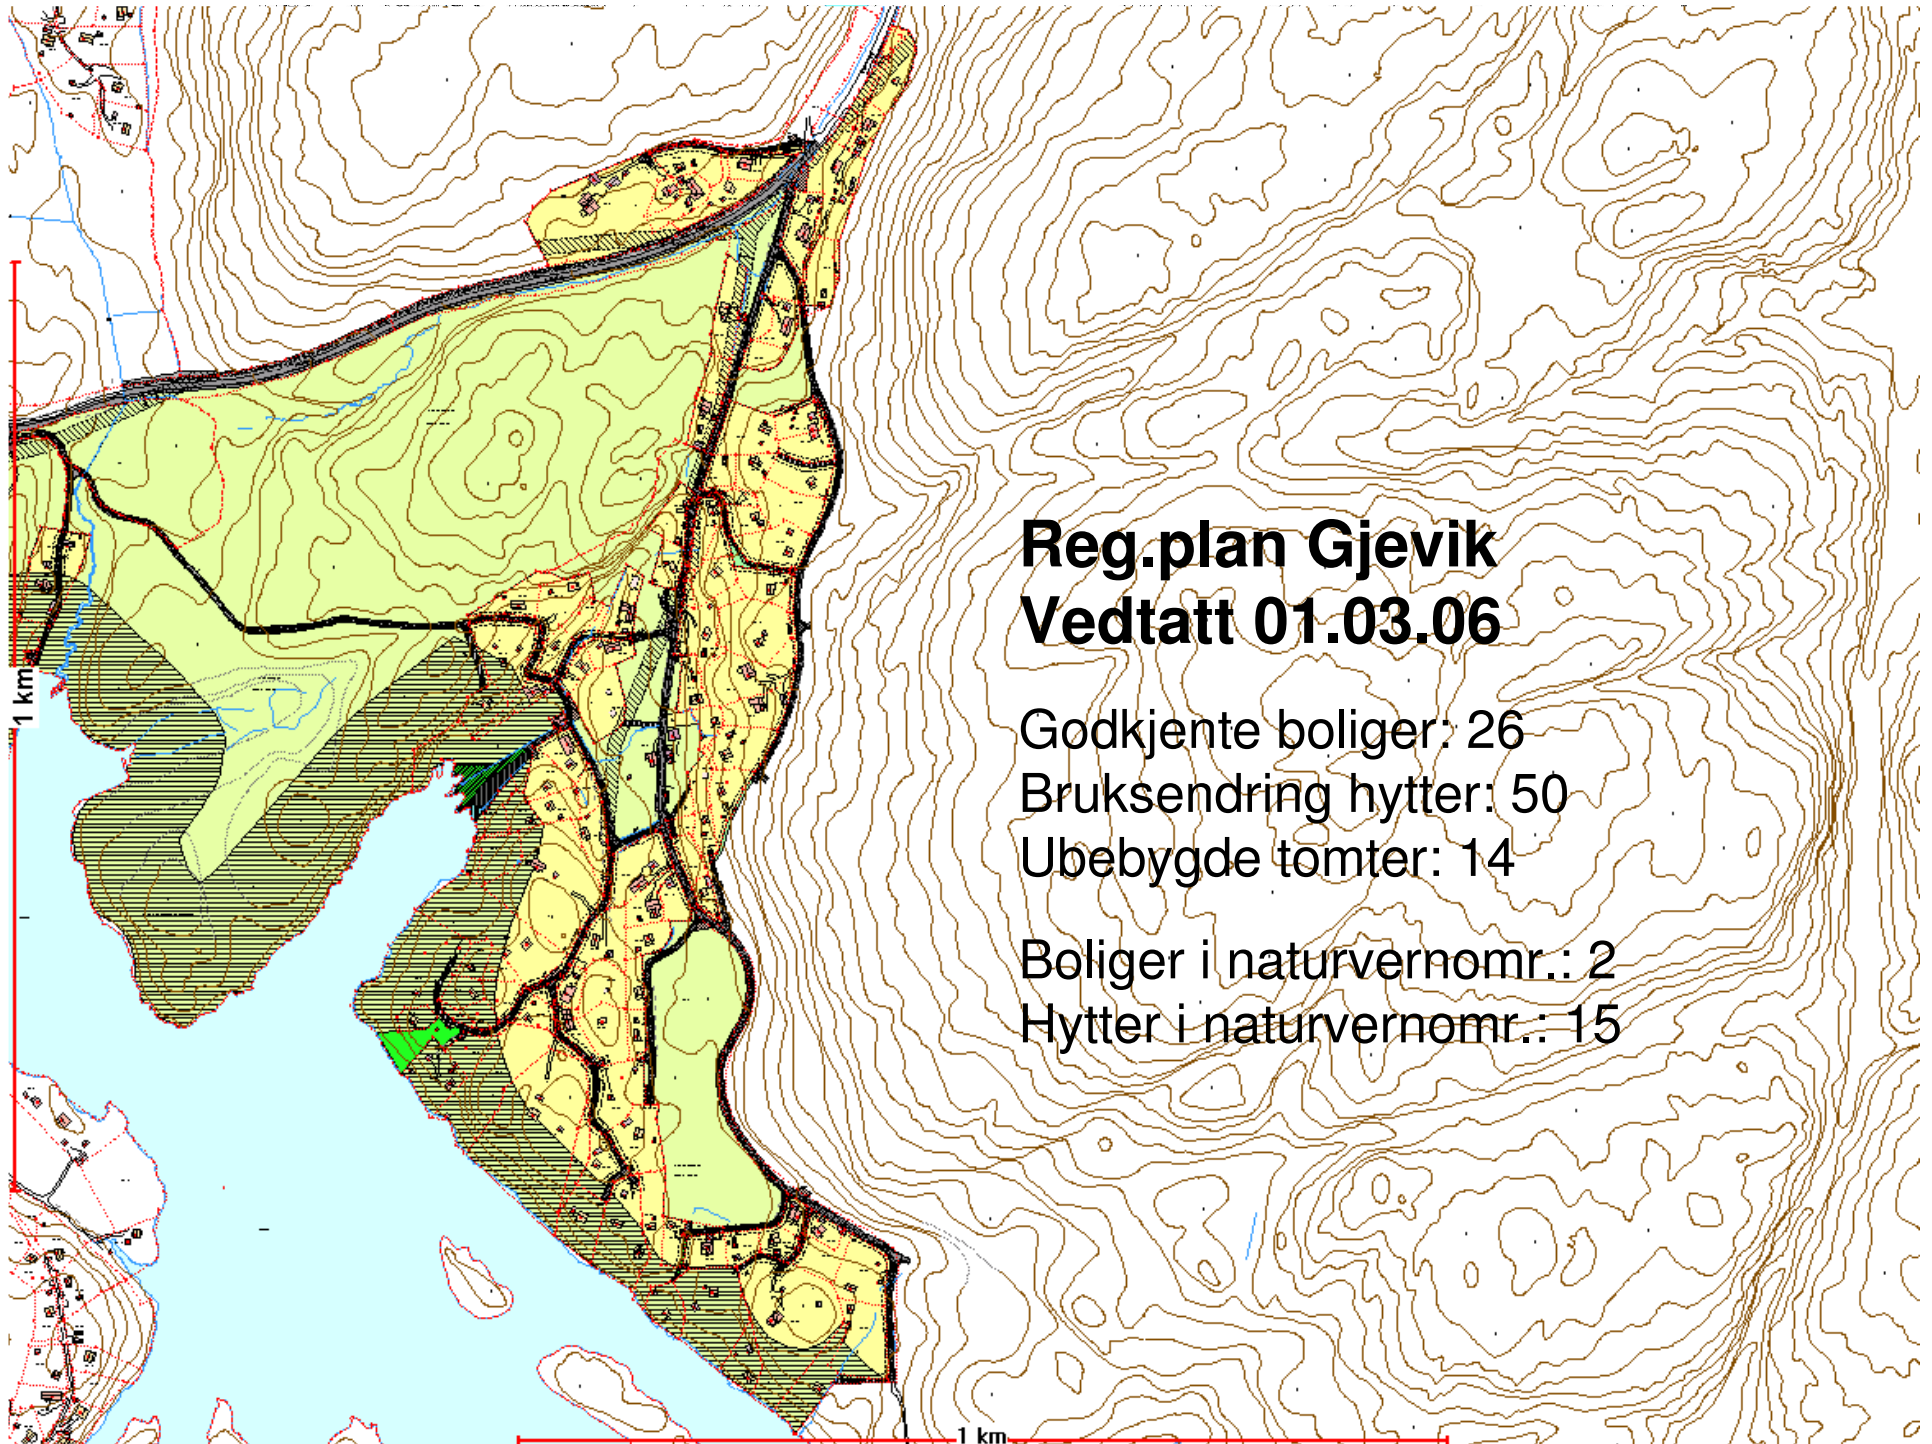 Reg.plan Gjevik
Vedtatt 01.03.06
Godkjente boliger: 26
Bruksendring hytter: 50
Ubebygde tomter: 14
Boliger i naturvernomr.: 2
Hytter i naturvernomr.: 15
1 km
1 km